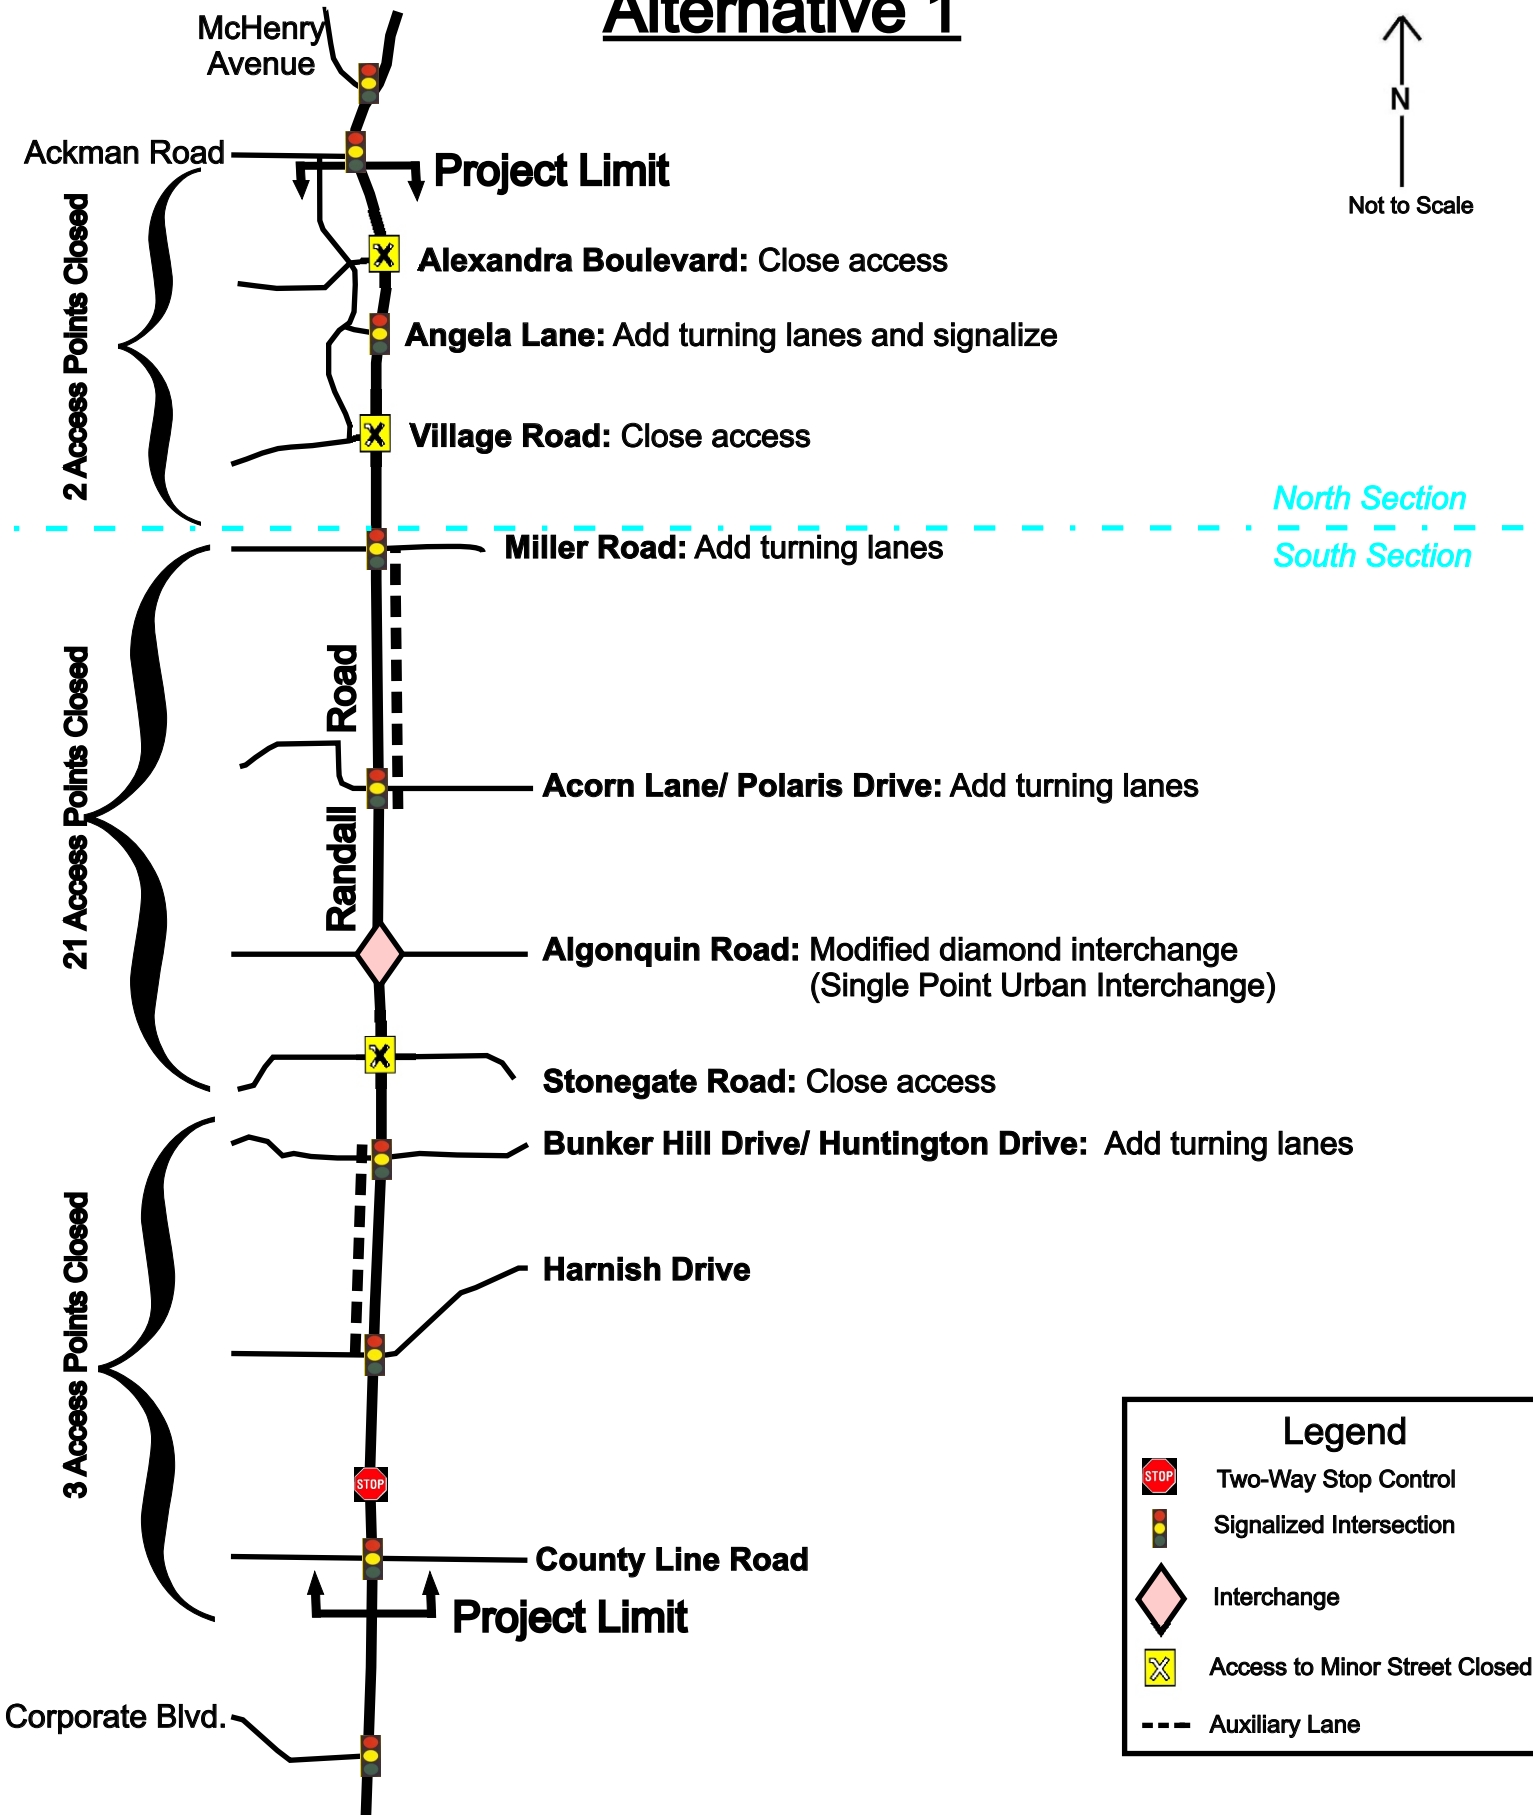 Alternative 1
McHenry
Avenue
N
Not to Scale
Ackman Road
Project Limit
2 Access Points Closed
Alexandra Boulevard: Close access
Angela Lane: Add turning lanes and signalize
Village Road: Close access
North Section
South Section
Miller Road: Add turning lanes
21 Access Points Closed
Randall Road
Acorn Lane/ Polaris Drive: Add turning lanes
Algonquin Road: Modified diamond interchange
(Single Point Urban Interchange)
Stonegate Road: Close access
Bunker Hill Drive/ Huntington Drive: Add turning lanes
3 Access Points Closed
Harnish Drive
STOP
County Line Road
Project Limit
Corporate Blvd.
Legend
STOP Two-Way Stop Control
Signalized Intersection
Interchange
Access to Minor Street Closed
Auxiliary Lane